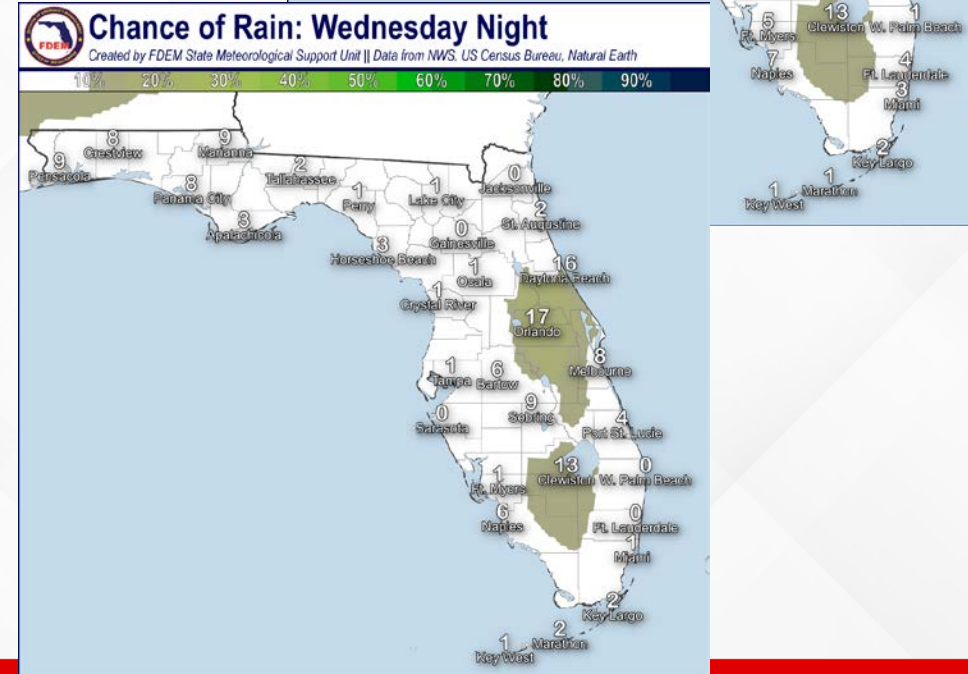 Chance of Rain: Wednesday Night
FDEM
Created by FDEM State Meteorological Support Unit || Data from NWS, US Census Bureau, Natural Earth
10% 20% 30% 40% 50% 60% 70% 80% 90%
9
Pensacola
8
Crestview
9
Marianna
8
Panama City
3
Apalachicola
2
Tallahassee
1
Perry
1
Lake City
0
Jacksonville
2
St. Augustine
0
Gainesville
3
Horseshoe Beach
1
Ocala
16
Daytona Beach
1
Crystal River
17
Orlando
8
Melbourne
1
Tampa
6
Bartow
9
Sebring
0
Sarasota
4
Port St. Lucie
13
Clewiston
0
W. Palm Beach
1
Ft. Myers
6
Naples
0
Ft. Lauderdale
1
Miami
2
Key Largo
2
Marathon
1
Key West
13
Clewiston
1
W. Palm Beach
5
Ft. Myers
7
Naples
4
Ft. Lauderdale
3
Miami
2
Key Largo
1
Marathon
1
Key West